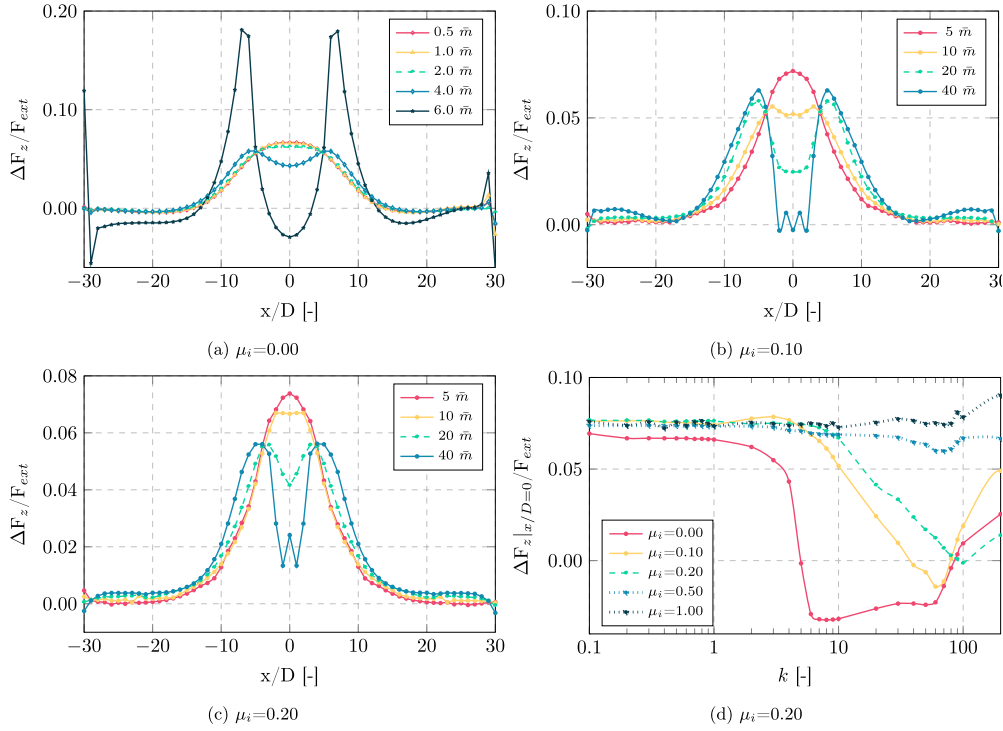 0.20
0.10
0.00
ΔF_z/F_ext
−30 −20 −10 0 10 20 30
x/D [-]
0.5 m̄
1.0 m̄
2.0 m̄
4.0 m̄
6.0 m̄
(a) μ_i=0.00
0.10
0.05
0.00
ΔF_z/F_ext
−30 −20 −10 0 10 20 30
x/D [-]
5 m̄
10 m̄
20 m̄
40 m̄
(b) μ_i=0.10
0.08
0.06
0.04
0.02
0.00
ΔF_z/F_ext
−30 −20 −10 0 10 20 30
x/D [-]
5 m̄
10 m̄
20 m̄
40 m̄
(c) μ_i=0.20
0.10
0.05
0.00
ΔF_z|_x/D=0/F_ext
0.1 1 10 100
k [-]
μ_i=0.00
μ_i=0.10
μ_i=0.20
μ_i=0.50
μ_i=1.00
(d) μ_i=0.20